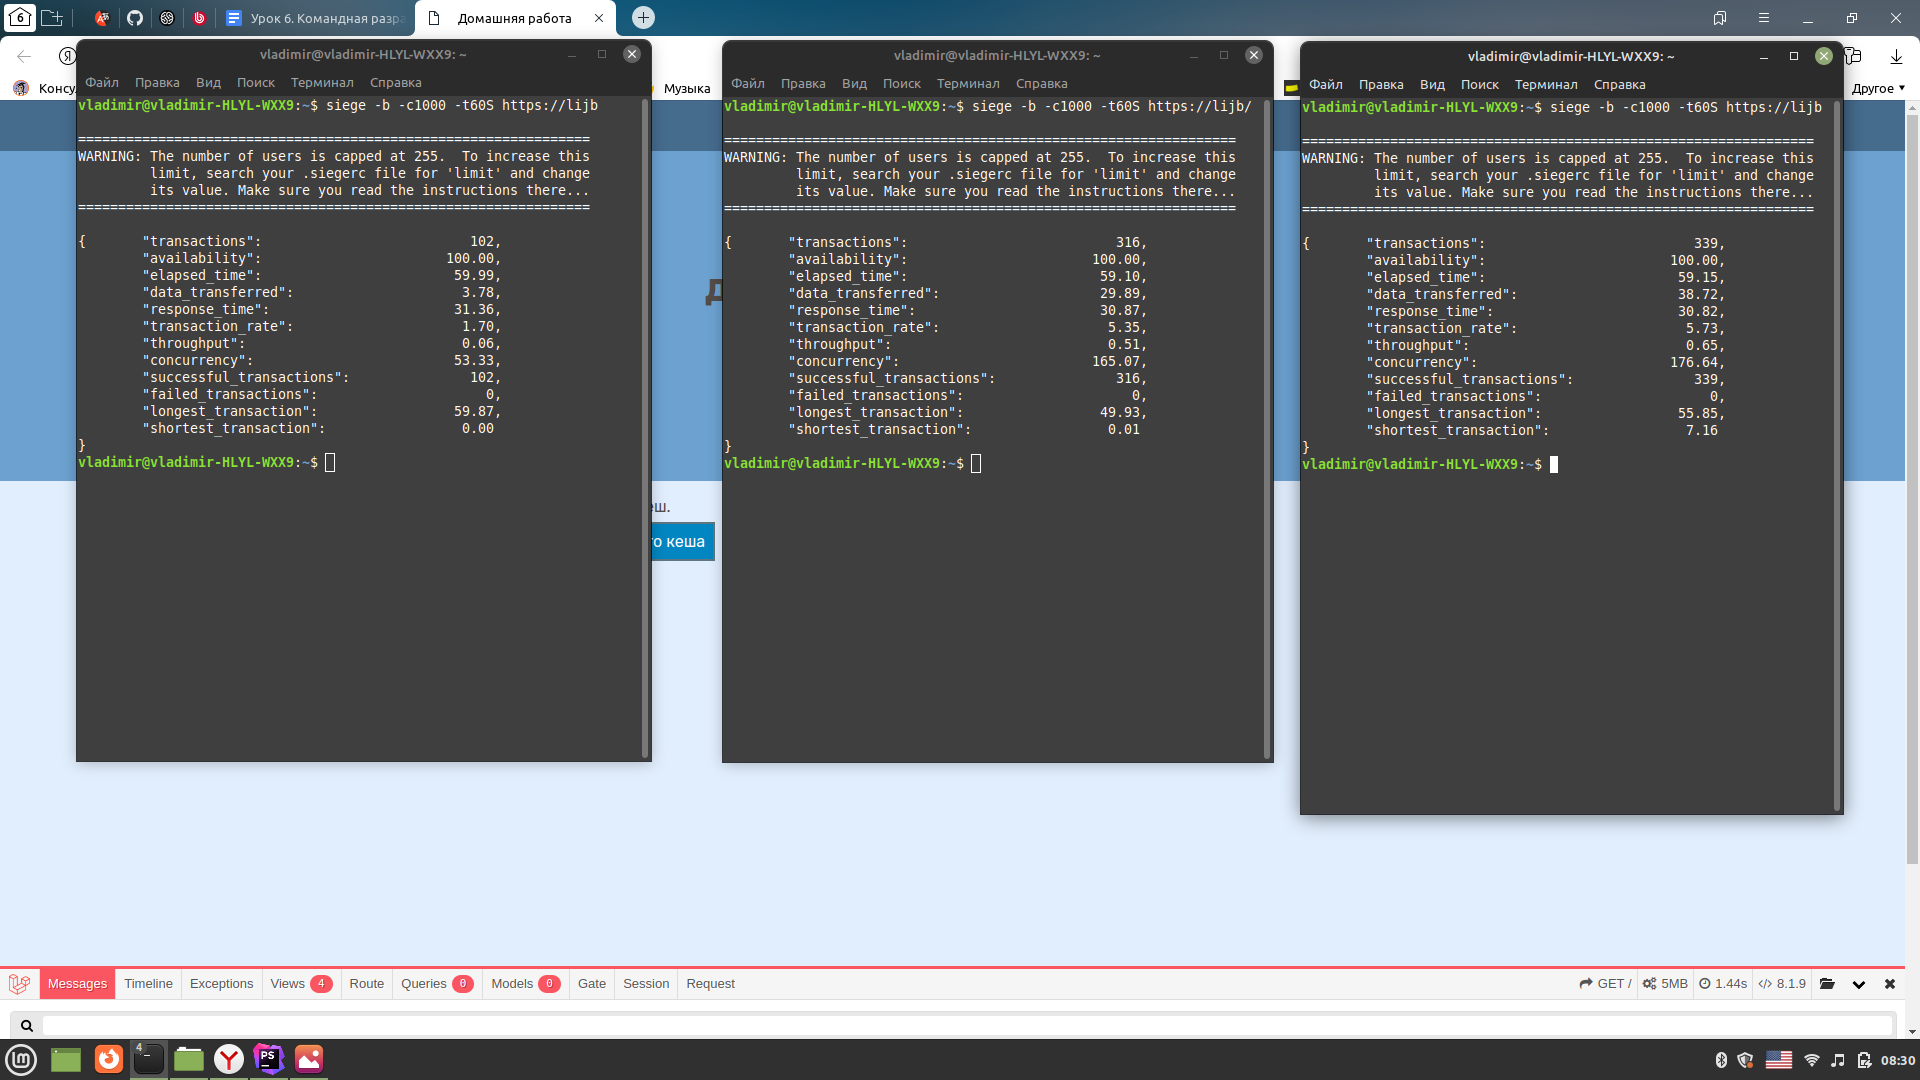 6
Урок 6. Командная разра
Домашняя работа
Консу
Музыка
Другое
vladimir@vladimir-HLYL-WXX9: ~
Файл Правка Вид Поиск Терминал Справка
vladimir@vladimir-HLYL-WXX9:~$ siege -b -c1000 -t60S https://lijb
================================================================
WARNING: The number of users is capped at 255.  To increase this
limit, search your .siegerc file for 'limit' and change
its value. Make sure you read the instructions there...
================================================================
{ "transactions": 102,
"availability": 100.00,
"elapsed_time": 59.99,
"data_transferred": 3.78,
"response_time": 31.36,
"transaction_rate": 1.70,
"throughput": 0.06,
"concurrency": 53.33,
"successful_transactions": 102,
"failed_transactions": 0,
"longest_transaction": 59.87,
"shortest_transaction": 0.00
}
vladimir@vladimir-HLYL-WXX9:~$
vladimir@vladimir-HLYL-WXX9: ~
Файл Правка Вид Поиск Терминал Справка
vladimir@vladimir-HLYL-WXX9:~$ siege -b -c1000 -t60S https://lijb/
================================================================
WARNING: The number of users is capped at 255.  To increase this
limit, search your .siegerc file for 'limit' and change
its value. Make sure you read the instructions there...
================================================================
{ "transactions": 316,
"availability": 100.00,
"elapsed_time": 59.10,
"data_transferred": 29.89,
"response_time": 30.87,
"transaction_rate": 5.35,
"throughput": 0.51,
"concurrency": 165.07,
"successful_transactions": 316,
"failed_transactions": 0,
"longest_transaction": 49.93,
"shortest_transaction": 0.01
}
vladimir@vladimir-HLYL-WXX9:~$
vladimir@vladimir-HLYL-WXX9: ~
Файл Правка Вид Поиск Терминал Справка
vladimir@vladimir-HLYL-WXX9:~$ siege -b -c1000 -t60S https://lijb
================================================================
WARNING: The number of users is capped at 255.  To increase this
limit, search your .siegerc file for 'limit' and change
its value. Make sure you read the instructions there...
================================================================
{ "transactions": 339,
"availability": 100.00,
"elapsed_time": 59.15,
"data_transferred": 38.72,
"response_time": 30.82,
"transaction_rate": 5.73,
"throughput": 0.65,
"concurrency": 176.64,
"successful_transactions": 339,
"failed_transactions": 0,
"longest_transaction": 55.85,
"shortest_transaction": 7.16
}
vladimir@vladimir-HLYL-WXX9:~$
еш.
го кеша
Messages Timeline Exceptions Views 4 Route Queries 0 Models 0 Gate Session Request GET / 5MB 1.44s 8.1.9
4
PS
08:30